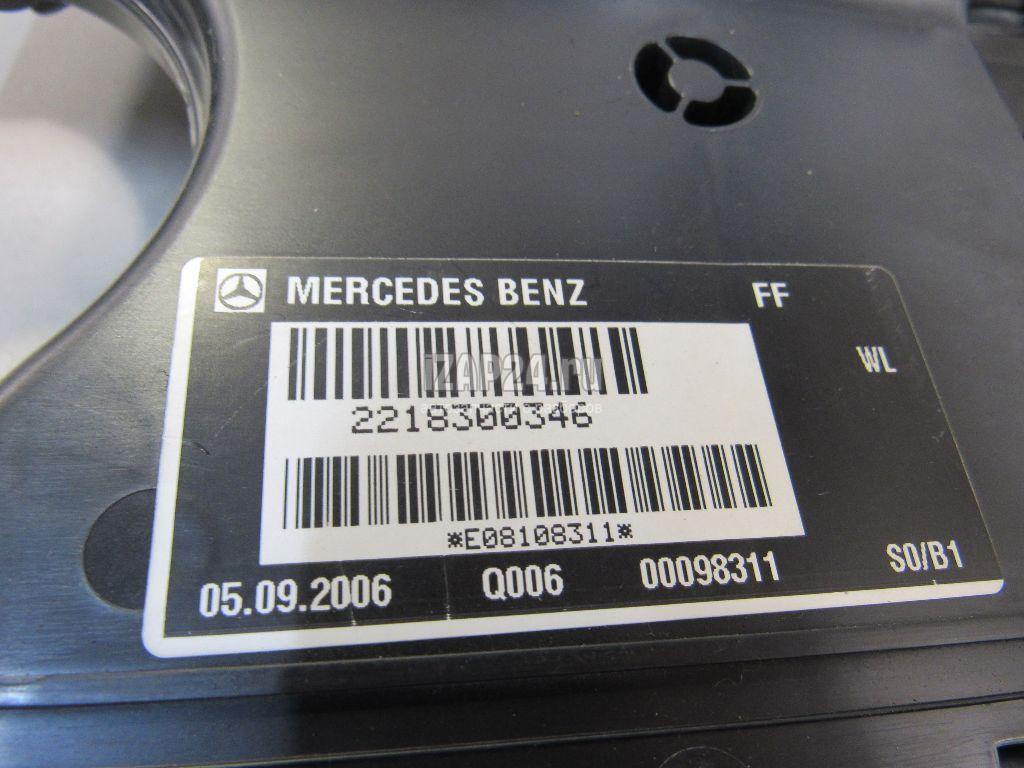 MERCEDES BENZ FF
WL
iZAP24.ru
2218300346
*E08108311*
05.09.2006 Q006 00098311 S0/B1